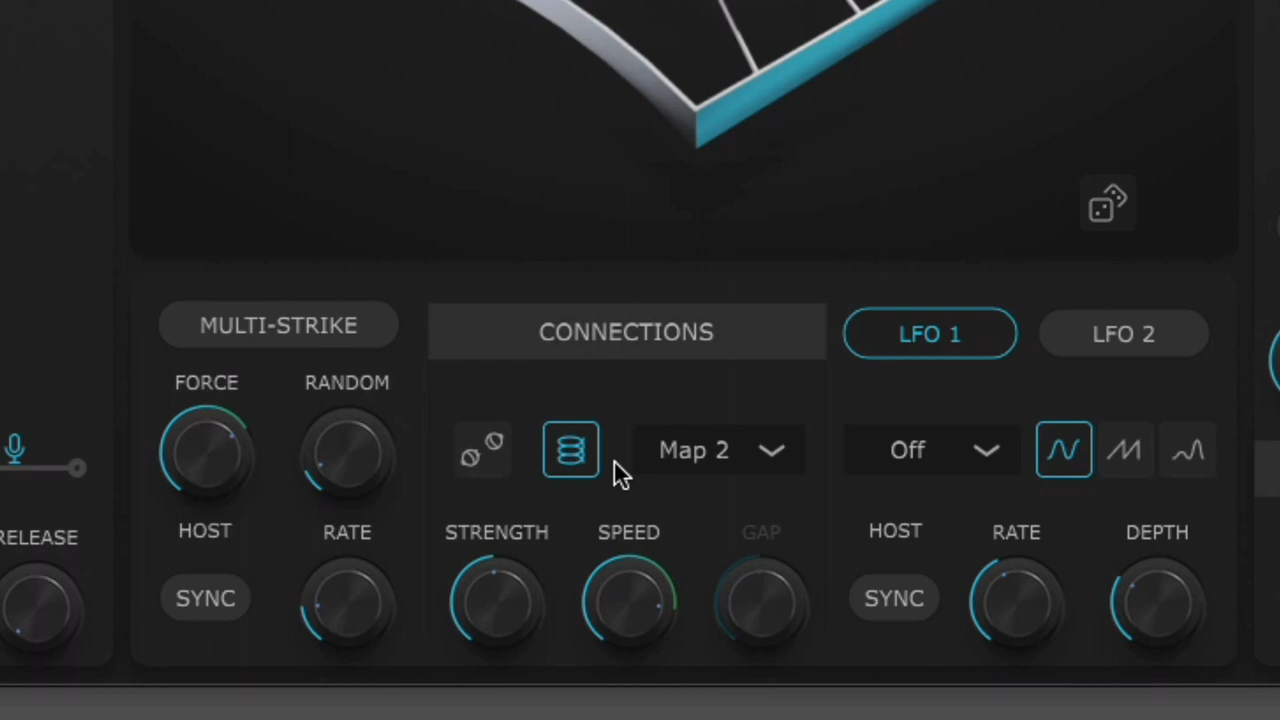 MULTI-STRIKE
CONNECTIONS
LFO 1
LFO 2
FORCE
RANDOM
Map 2
Off
RELEASE
HOST
RATE
STRENGTH
SPEED
GAP
HOST
RATE
DEPTH
SYNC
SYNC